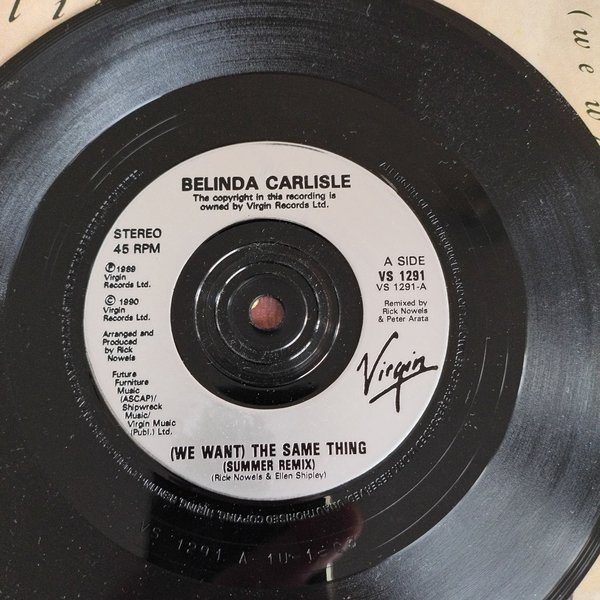 BELINDA CARLISLE
The copyright in this recording is
owned by Virgin Records Ltd.
STEREO
45 RPM
Ⓟ 1989
Virgin
Records Ltd.
© 1990
Virgin
Records Ltd.
Arranged and
Produced
by Rick
Nowels
Future
Furniture
Music
(ASCAP)/
Shipwreck
Music/
Virgin Music
(Publ.) Ltd.
A SIDE
VS 1291
VS 1291-A
Remixed by
Rick Nowels
& Peter Arata
Virgin
(WE WANT) THE SAME THING
(SUMMER REMIX)
(Rick Nowels & Ellen Shipley)
VS 1291 A
(we w